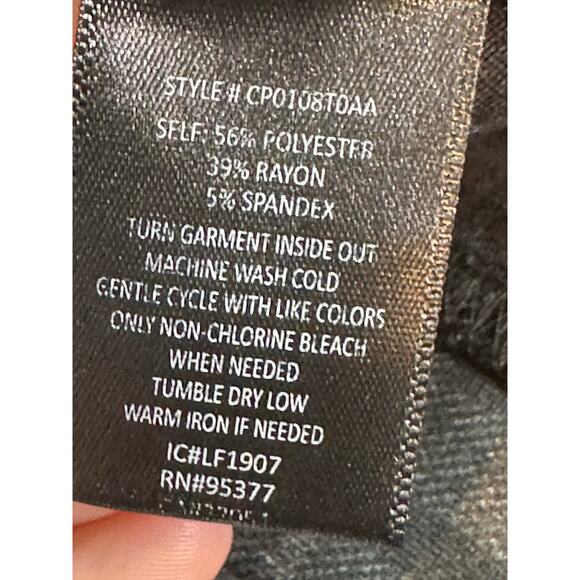 STYLE # CP0108T0AA
SELF: 56% POLYESTER
39% RAYON
5% SPANDEX
TURN GARMENT INSIDE OUT
MACHINE WASH COLD
GENTLE CYCLE WITH LIKE COLORS
ONLY NON-CHLORINE BLEACH
WHEN NEEDED
TUMBLE DRY LOW
WARM IRON IF NEEDED
IC#LF1907
RN#95377